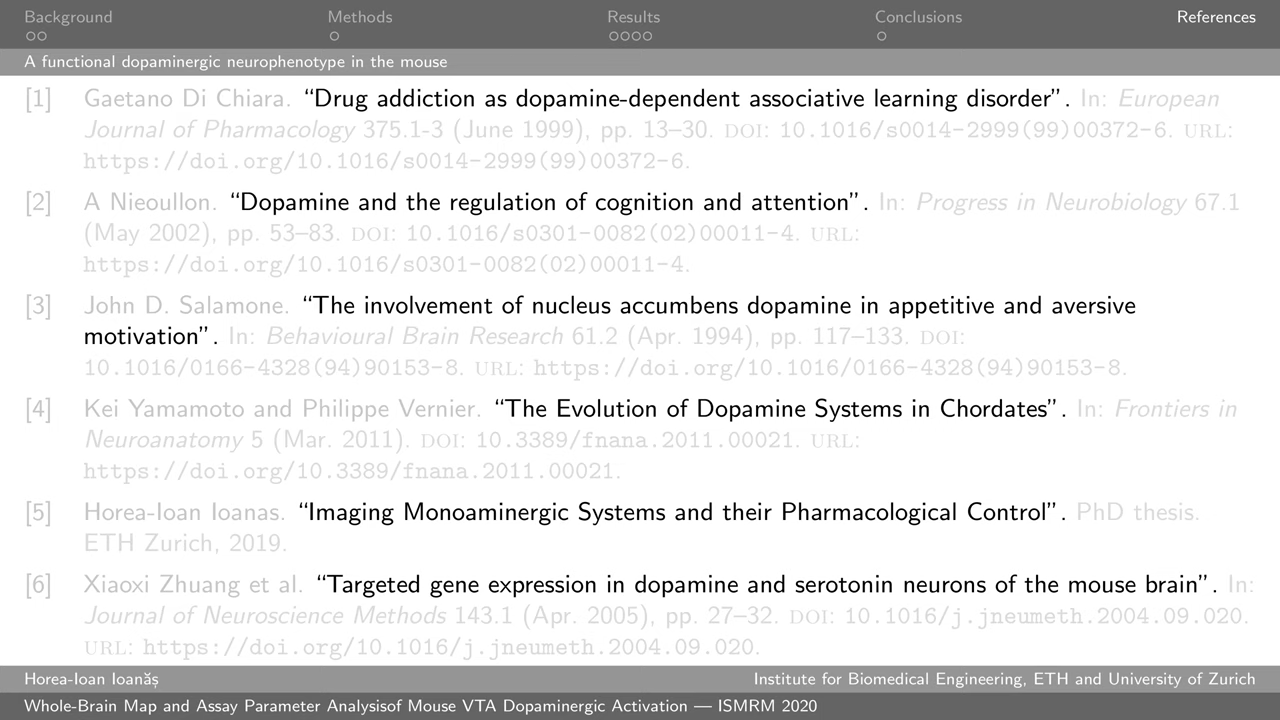 Background Methods Results Conclusions References
A functional dopaminergic neurophenotype in the mouse
[1] Gaetano Di Chiara. “Drug addiction as dopamine-dependent associative learning disorder”. In: European
Journal of Pharmacology 375.1-3 (June 1999), pp. 13–30. DOI: 10.1016/s0014-2999(99)00372-6. URL:
https://doi.org/10.1016/s0014-2999(99)00372-6.
[2] A Nieoullon. “Dopamine and the regulation of cognition and attention”. In: Progress in Neurobiology 67.1
(May 2002), pp. 53–83. DOI: 10.1016/s0301-0082(02)00011-4. URL:
https://doi.org/10.1016/s0301-0082(02)00011-4.
[3] John D. Salamone. “The involvement of nucleus accumbens dopamine in appetitive and aversive
motivation”. In: Behavioural Brain Research 61.2 (Apr. 1994), pp. 117–133. DOI:
10.1016/0166-4328(94)90153-8. URL: https://doi.org/10.1016/0166-4328(94)90153-8.
[4] Kei Yamamoto and Philippe Vernier. “The Evolution of Dopamine Systems in Chordates”. In: Frontiers in
Neuroanatomy 5 (Mar. 2011). DOI: 10.3389/fnana.2011.00021. URL:
https://doi.org/10.3389/fnana.2011.00021.
[5] Horea-Ioan Ioanas. “Imaging Monoaminergic Systems and their Pharmacological Control”. PhD thesis.
ETH Zurich, 2019.
[6] Xiaoxi Zhuang et al. “Targeted gene expression in dopamine and serotonin neurons of the mouse brain”. In:
Journal of Neuroscience Methods 143.1 (Apr. 2005), pp. 27–32. DOI: 10.1016/j.jneumeth.2004.09.020.
URL: https://doi.org/10.1016/j.jneumeth.2004.09.020.
Horea-Ioan Ioanăș Institute for Biomedical Engineering, ETH and University of Zurich
Whole-Brain Map and Assay Parameter Analysisof Mouse VTA Dopaminergic Activation — ISMRM 2020